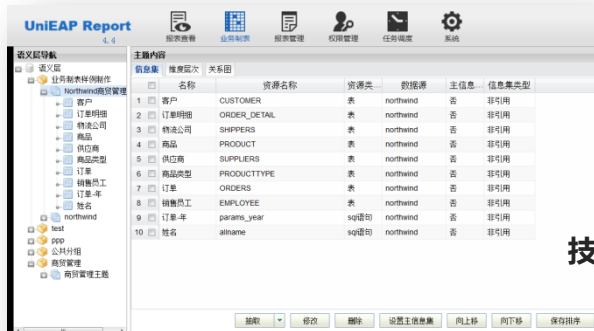 UniEAP Report
4.4
报表查看 业务制表 报表管理 权限管理 任务调度 系统
语义层导航
语义层
业务制表样例制作
Northwind商贸管理
客户
订单明细
物流公司
商品
供应商
商品类型
订单
销售员工
订单-年
姓名
northwind
test
ppp
公共分组
商贸管理
商贸管理主题
主题内容
信息集 维度层次 关系图
名称 资源名称 资源类... 数据源 主信息... 信息集类型
1 客户 CUSTOMER 表 northwind 否 非引用
2 订单明细 ORDER_DETAIL 表 northwind 否 非引用
3 物流公司 SHIPPERS 表 northwind 否 非引用
4 商品 PRODUCT 表 northwind 否 非引用
5 供应商 SUPPLIERS 表 northwind 否 非引用
6 商品类型 PRODUCTTYPE 表 northwind 否 非引用
7 订单 ORDERS 表 northwind 否 非引用
8 销售员工 EMPLOYEE 表 northwind 否 非引用
9 订单-年 params_year sql语句 northwind 否 非引用
10 姓名 allname sql语句 northwind 否 非引用
技
抽取 修改 删除 设置主信息集 向上移 向下移 保存排序